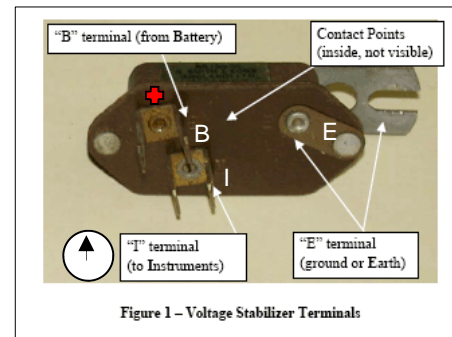 “B” terminal (from Battery)
Contact Points
(inside, not visible)
B
E
I
“I” terminal
(to Instruments)
“E” terminal
(ground or Earth)
Figure 1 – Voltage Stabilizer Terminals